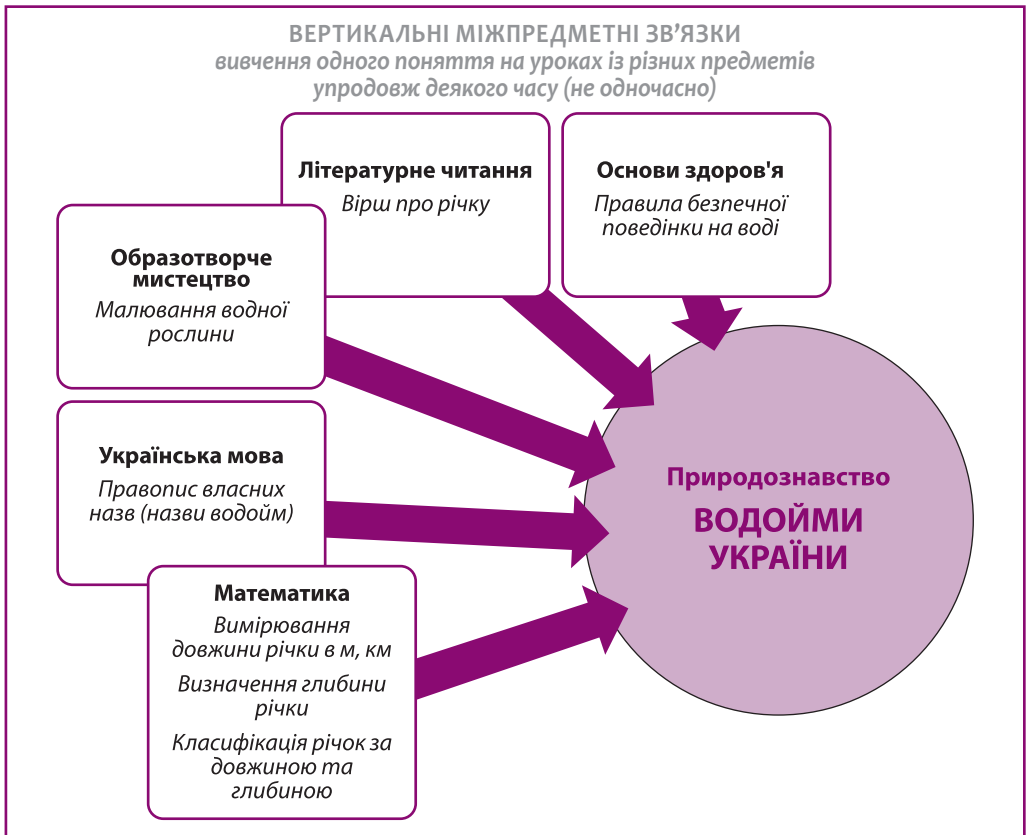 ВЕРТИКАЛЬНІ МІЖПРЕДМЕТНІ ЗВ’ЯЗКИ
вивчення одного поняття на уроках із різних предметів
упродовж деякого часу (не одночасно)
Літературне читання
Вірш про річку
Основи здоров'я
Правила безпечної
поведінки на воді
Образотворче
мистецтво
Малювання водної
рослини
Українська мова
Правопис власних
назв (назви водойм)
Математика
Вимірювання
довжини річки в м, км
Визначення глибини
річки
Класифікація річок за
довжиною та
глибиною
Природознавство
ВОДОЙМИ
УКРАЇНИ